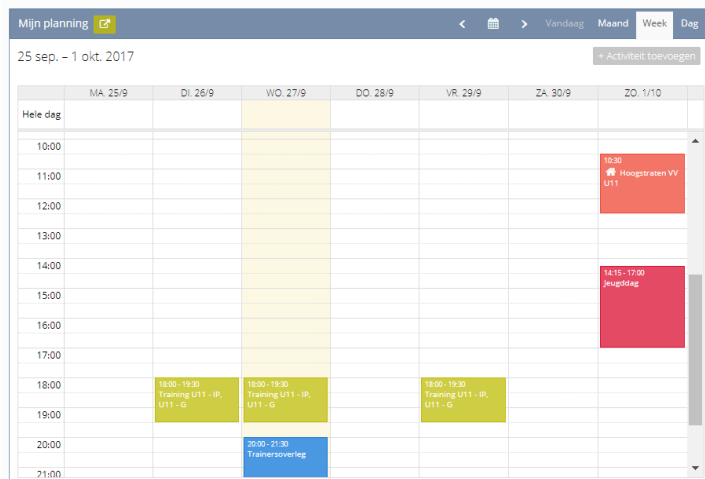 Mijn planning
Vandaag Maand Week Dag
25 sep. – 1 okt. 2017
+ Activiteit toevoegen
MA. 25/9 DI. 26/9 WO. 27/9 DO. 28/9 VR. 29/9 ZA. 30/9 ZO. 1/10
Hele dag
10:00
10:30
Hoogstraten VV
U11
11:00
12:00
13:00
14:00
14:15 - 17:00
Jeugddag
15:00
16:00
17:00
18:00
18:00 - 19:30
Training U11 - IP,
U11 - G
18:00 - 19:30
Training U11 - IP,
U11 - G
18:00 - 19:30
Training U11 - IP,
U11 - G
19:00
20:00
20:00 - 21:30
Trainersoverleg
21:00